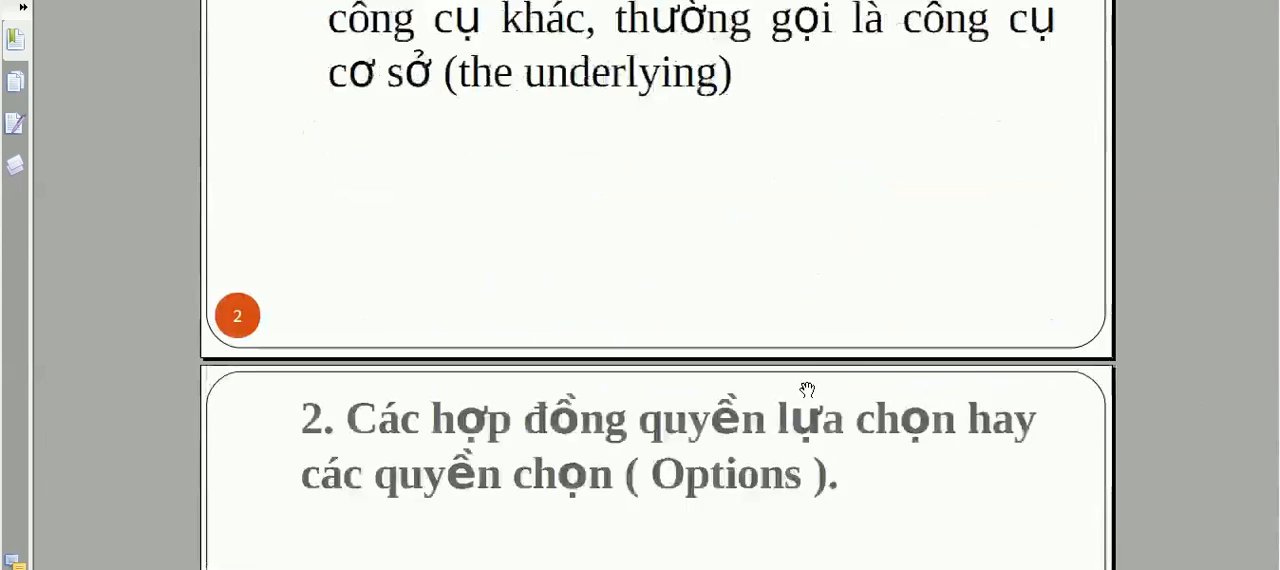 công cụ khác, thường gọi là công cụ
cơ sở (the underlying)
2
2. Các hợp đồng quyền lựa chọn hay
các quyền chọn ( Options ).